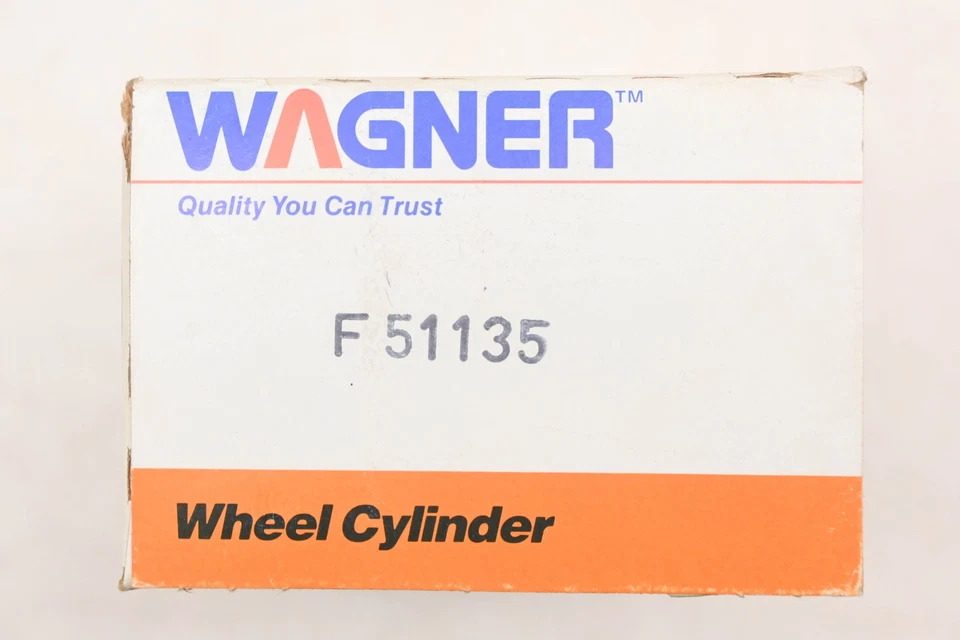 WAGNER™
Quality You Can Trust
F 51135
Wheel Cylinder